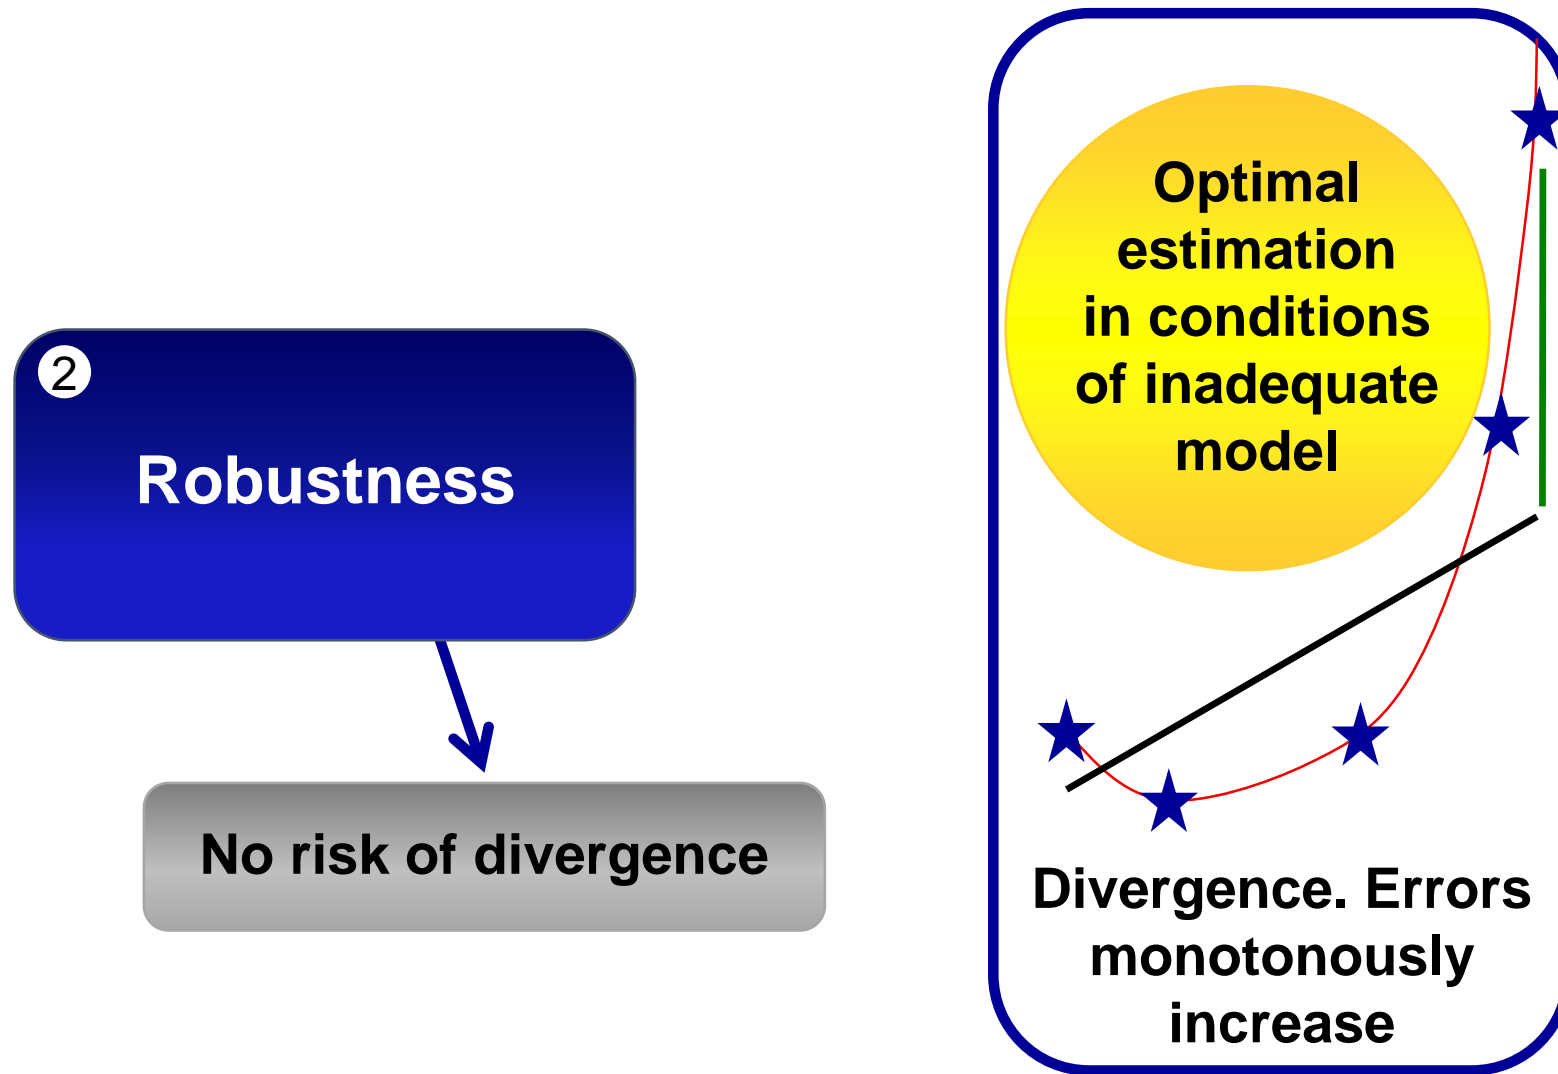 2
Robustness
No risk of divergence
Optimal
estimation
in conditions
of inadequate
model
Divergence. Errors
monotonously
increase